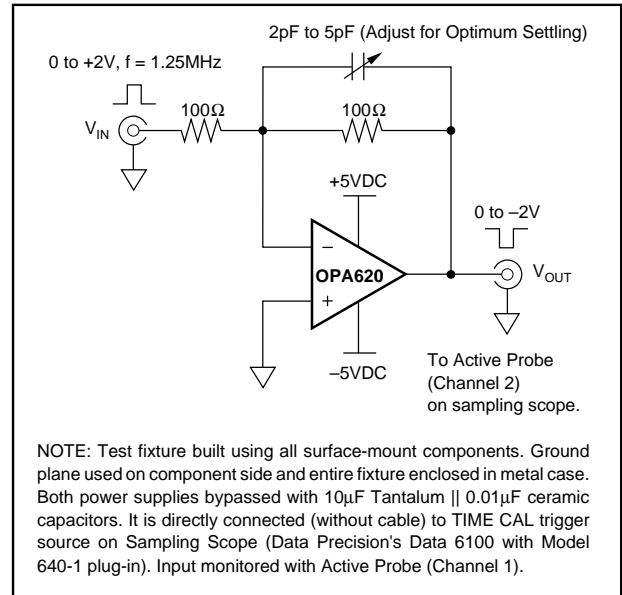 2pF to 5pF (Adjust for Optimum Settling)
0 to +2V, f = 1.25MHz
100Ω
100Ω
VIN
+5VDC
0 to –2V
–
OPA620
+
VOUT
–5VDC
To Active Probe
(Channel 2)
on sampling scope.
NOTE: Test fixture built using all surface-mount components. Ground
plane used on component side and entire fixture enclosed in metal case.
Both power supplies bypassed with 10µF Tantalum || 0.01µF ceramic
capacitors. It is directly connected (without cable) to TIME CAL trigger
source on Sampling Scope (Data Precision's Data 6100 with Model
640-1 plug-in). Input monitored with Active Probe (Channel 1).